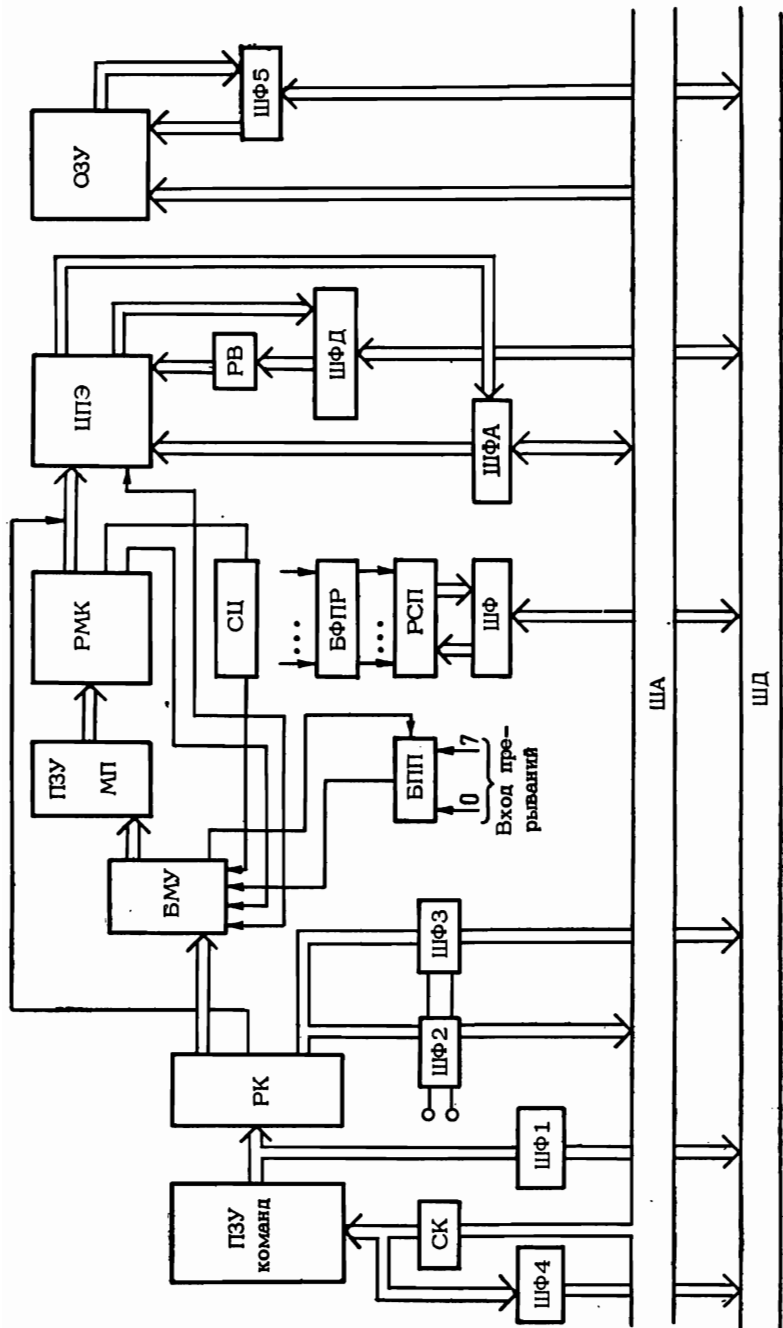 ПЗУ
команд
СК
ШФ4
ШФ1
РК
ШФ2
ШФ3
БМУ
ПЗУ
МП
РМК
СЦ
БПП
0
7
Вход пре-
рываний
БФПР
РСП
ШФ
ЦПЭ
РВ
ШФД
ШФА
ОЗУ
ШФ5
ША
ШД